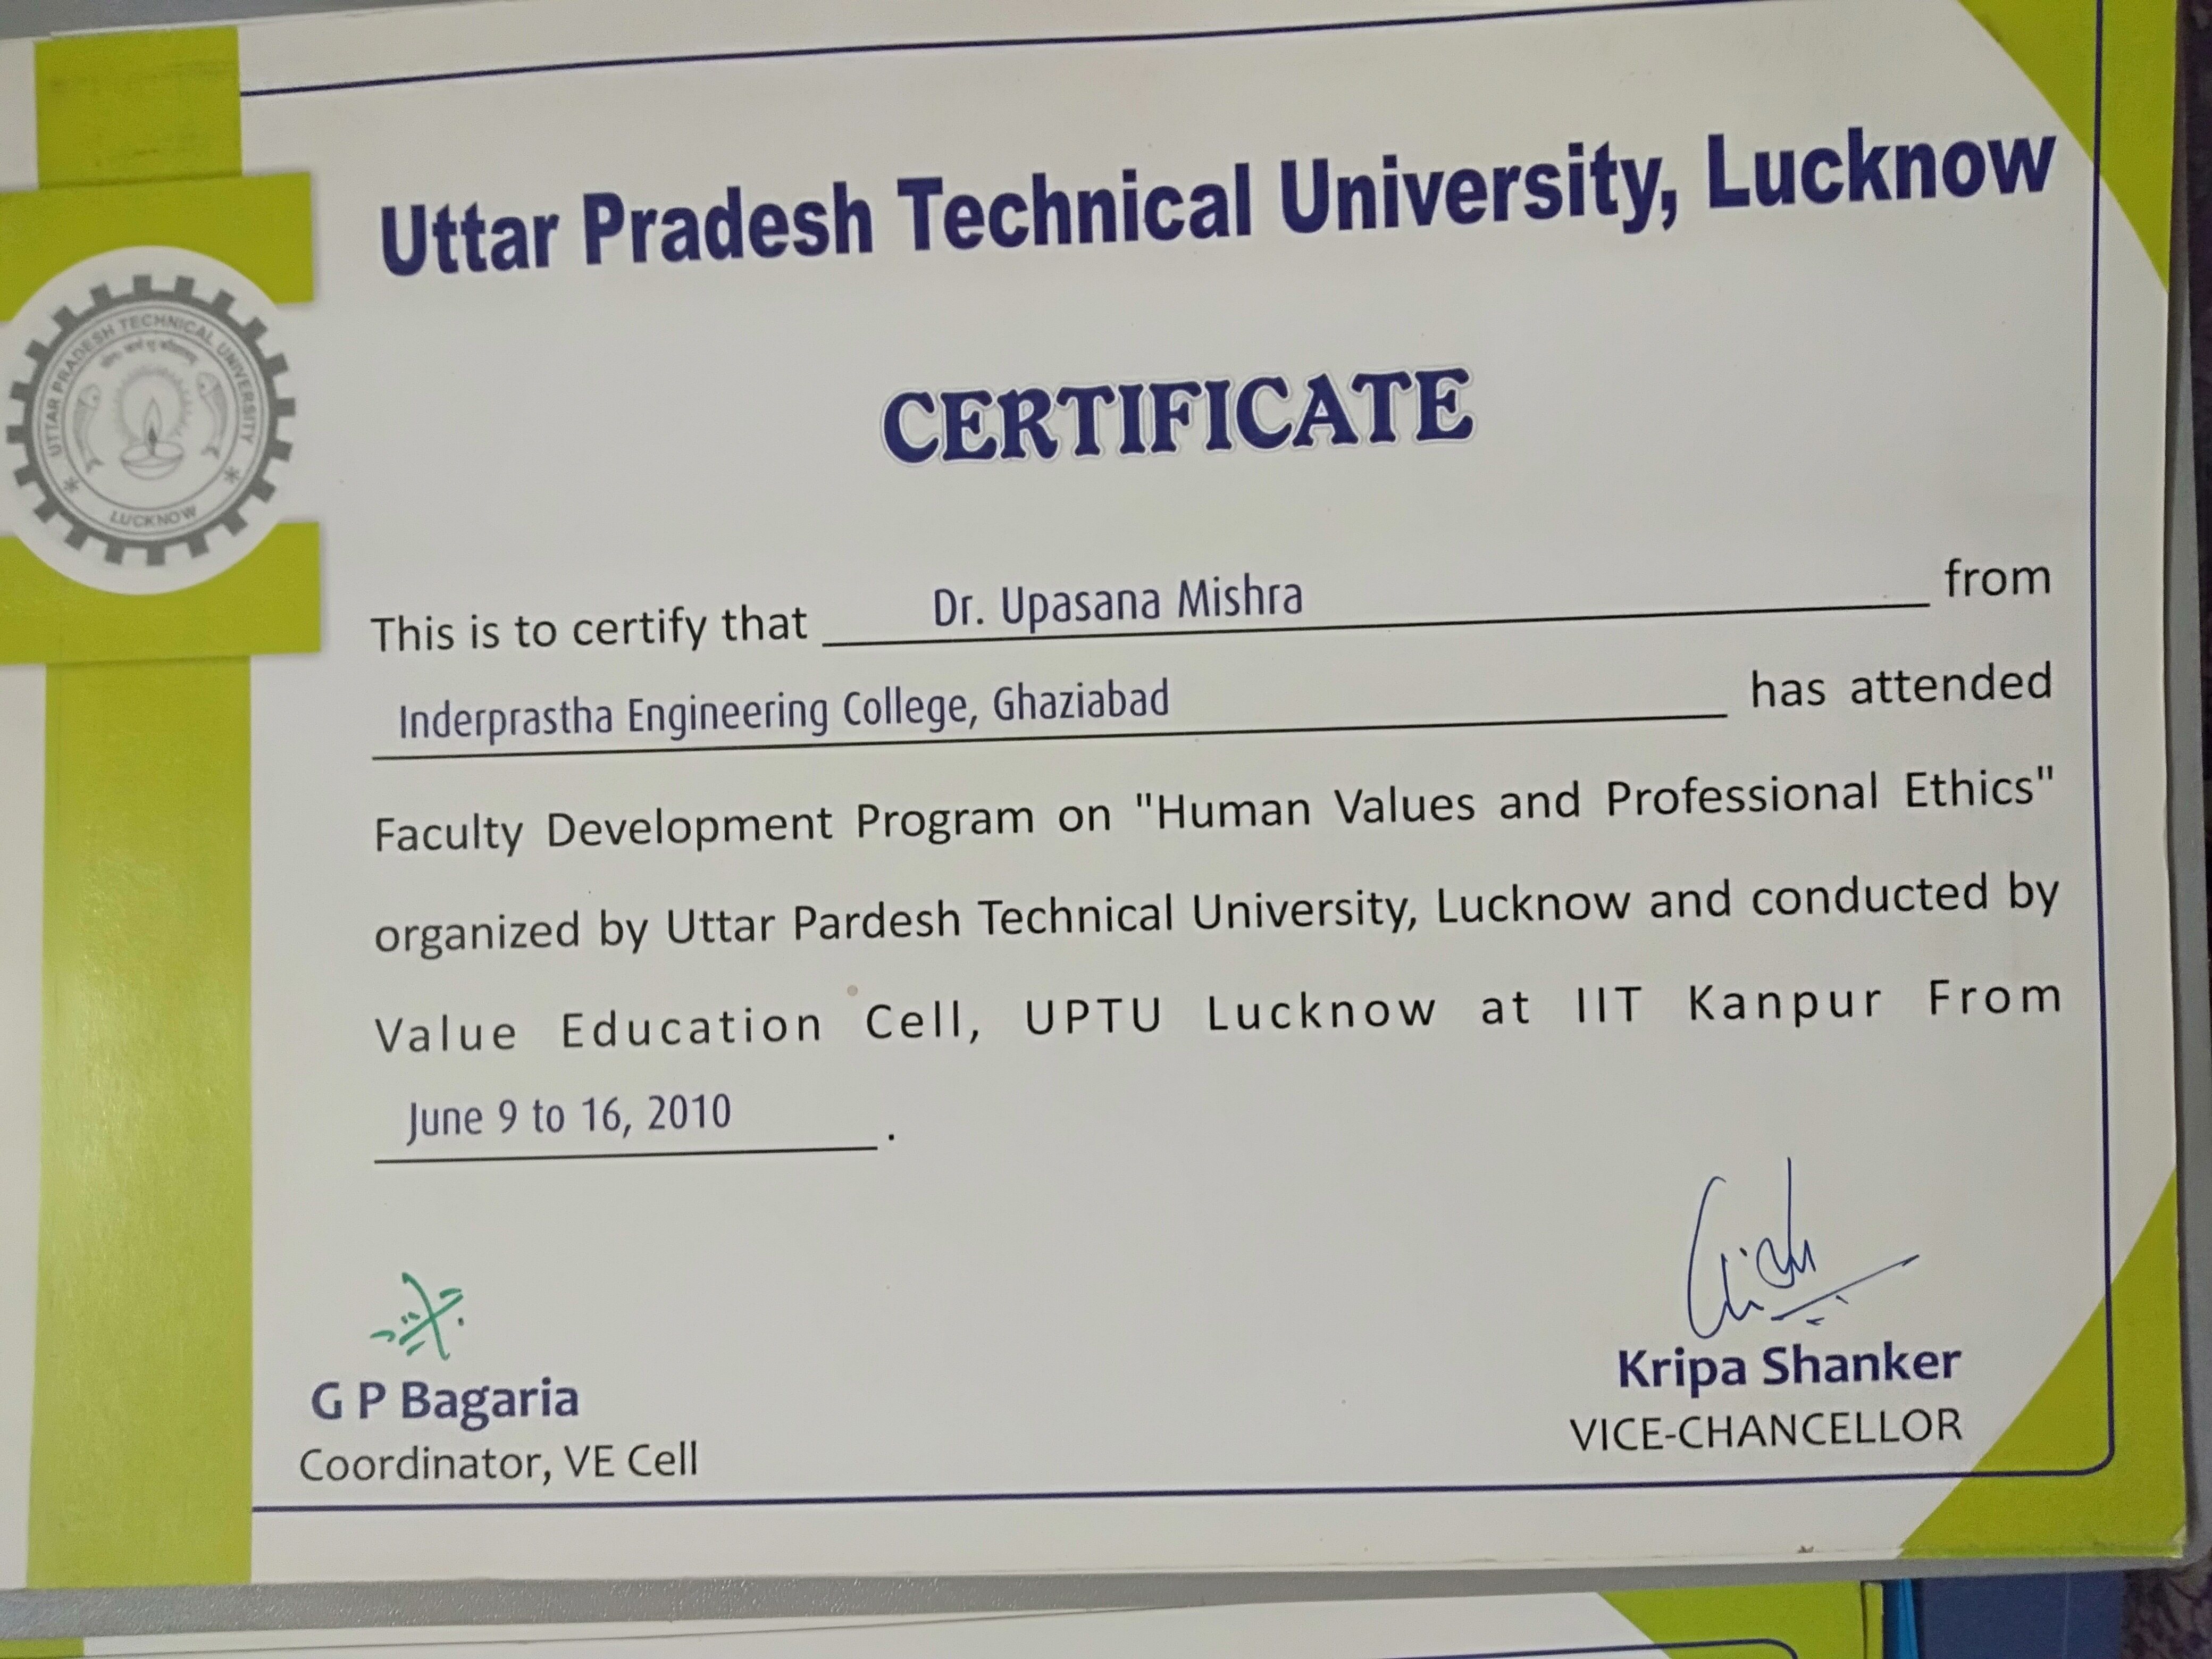 Uttar Pradesh Technical University, Lucknow
UTTAR PRADESH TECHNICAL UNIVERSITY
LUCKNOW
CERTIFICATE
This is to certify that Dr. Upasana Mishra from
Inderprastha Engineering College, Ghaziabad has attended
Faculty Development Program on "Human Values and Professional Ethics"
organized by Uttar Pardesh Technical University, Lucknow and conducted by
Value Education Cell, UPTU Lucknow at IIT Kanpur From
June 9 to 16, 2010.
G P Bagaria
Coordinator, VE Cell
Kripa Shanker
VICE-CHANCELLOR